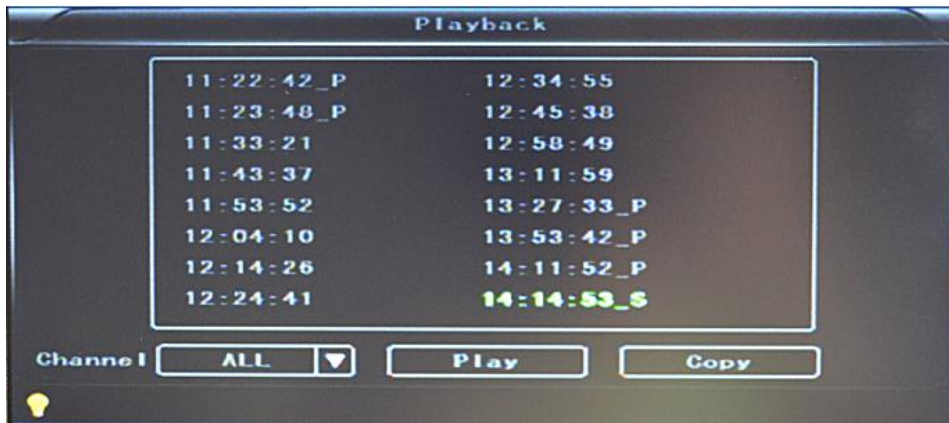 Playback
11:22:42_P 12:34:55
11:23:48_P 12:45:38
11:33:21 12:58:49
11:43:37 13:11:59
11:53:52 13:27:33_P
12:04:10 13:53:42_P
12:14:26 14:11:52_P
12:24:41 14:14:53_S
Channel ALL Play Copy